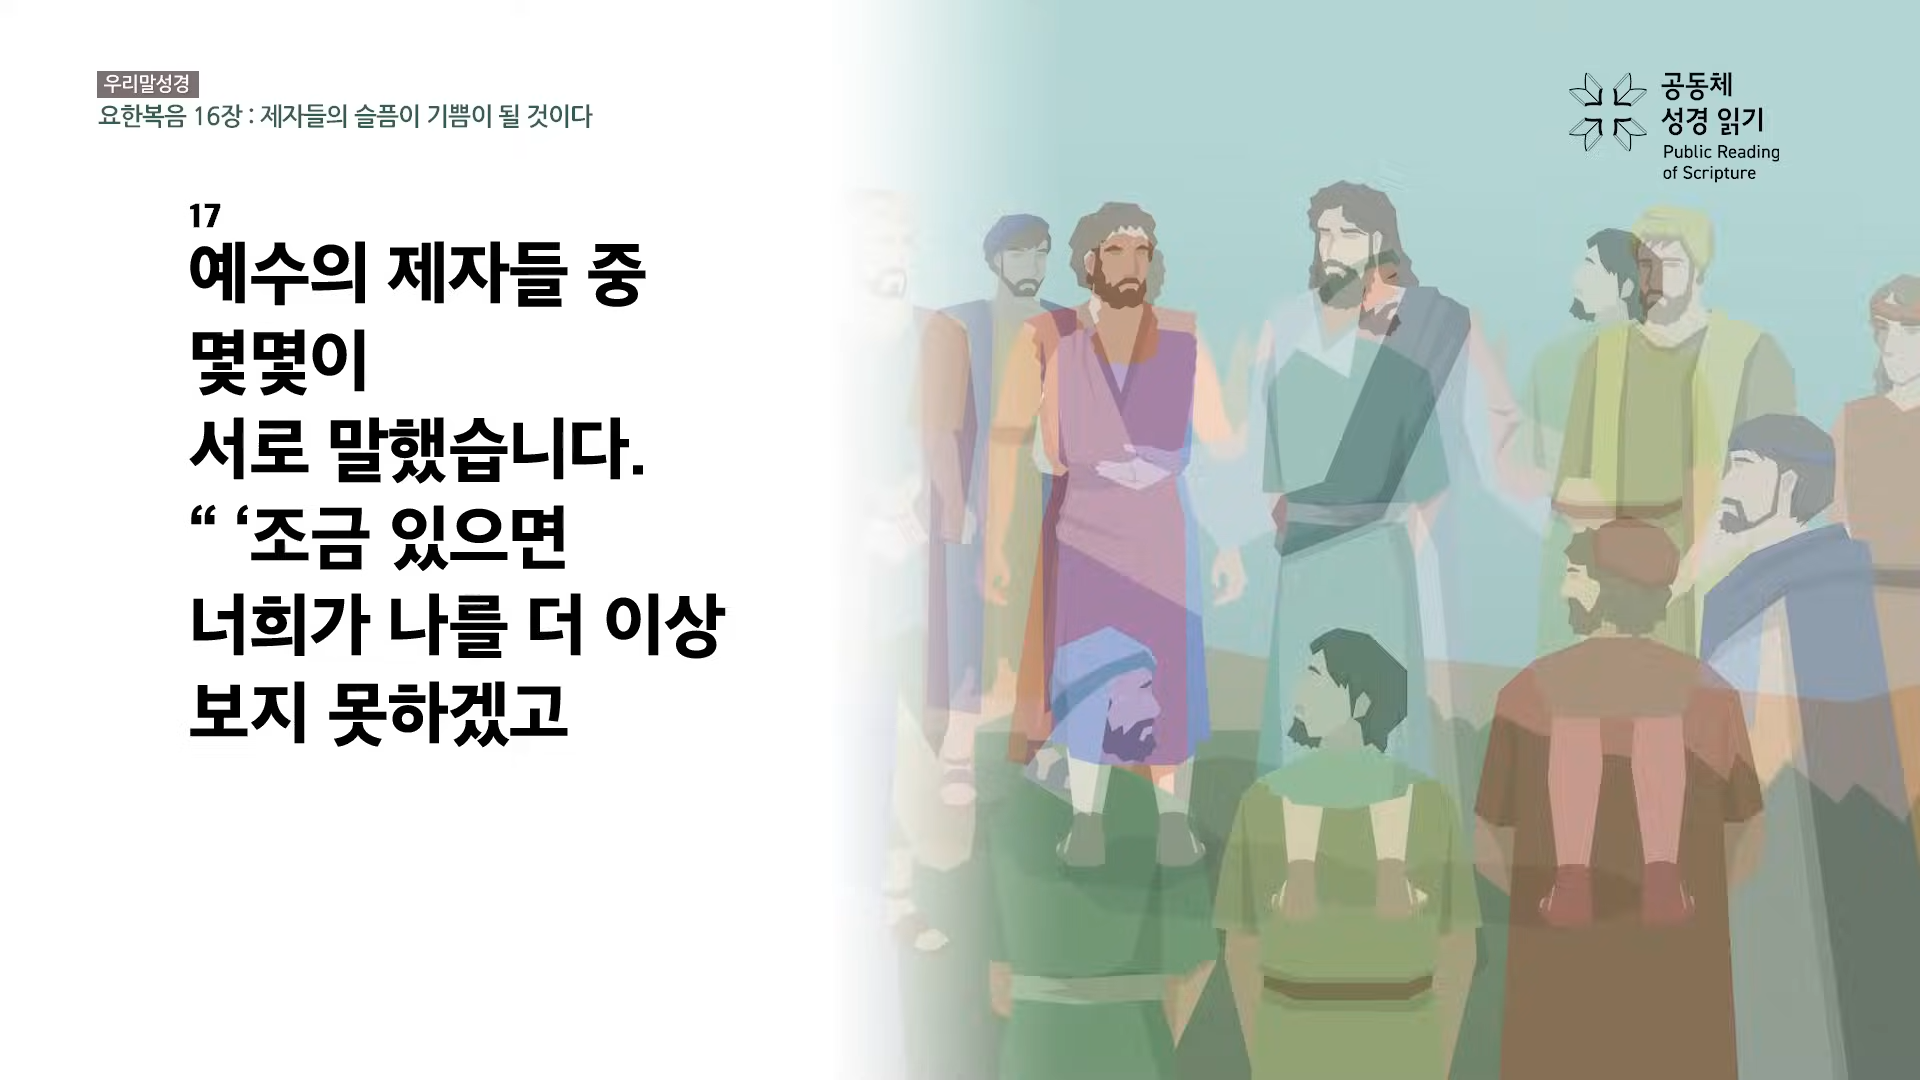 우리말성경
요한복음 16장 : 제자들의 슬픔이 기쁨이 될 것이다
공동체
성경 읽기
Public Reading
of Scripture
17
예수의 제자들 중
몇몇이
서로 말했습니다.
“ ‘조금 있으면
너희가 나를 더 이상
보지 못하겠고